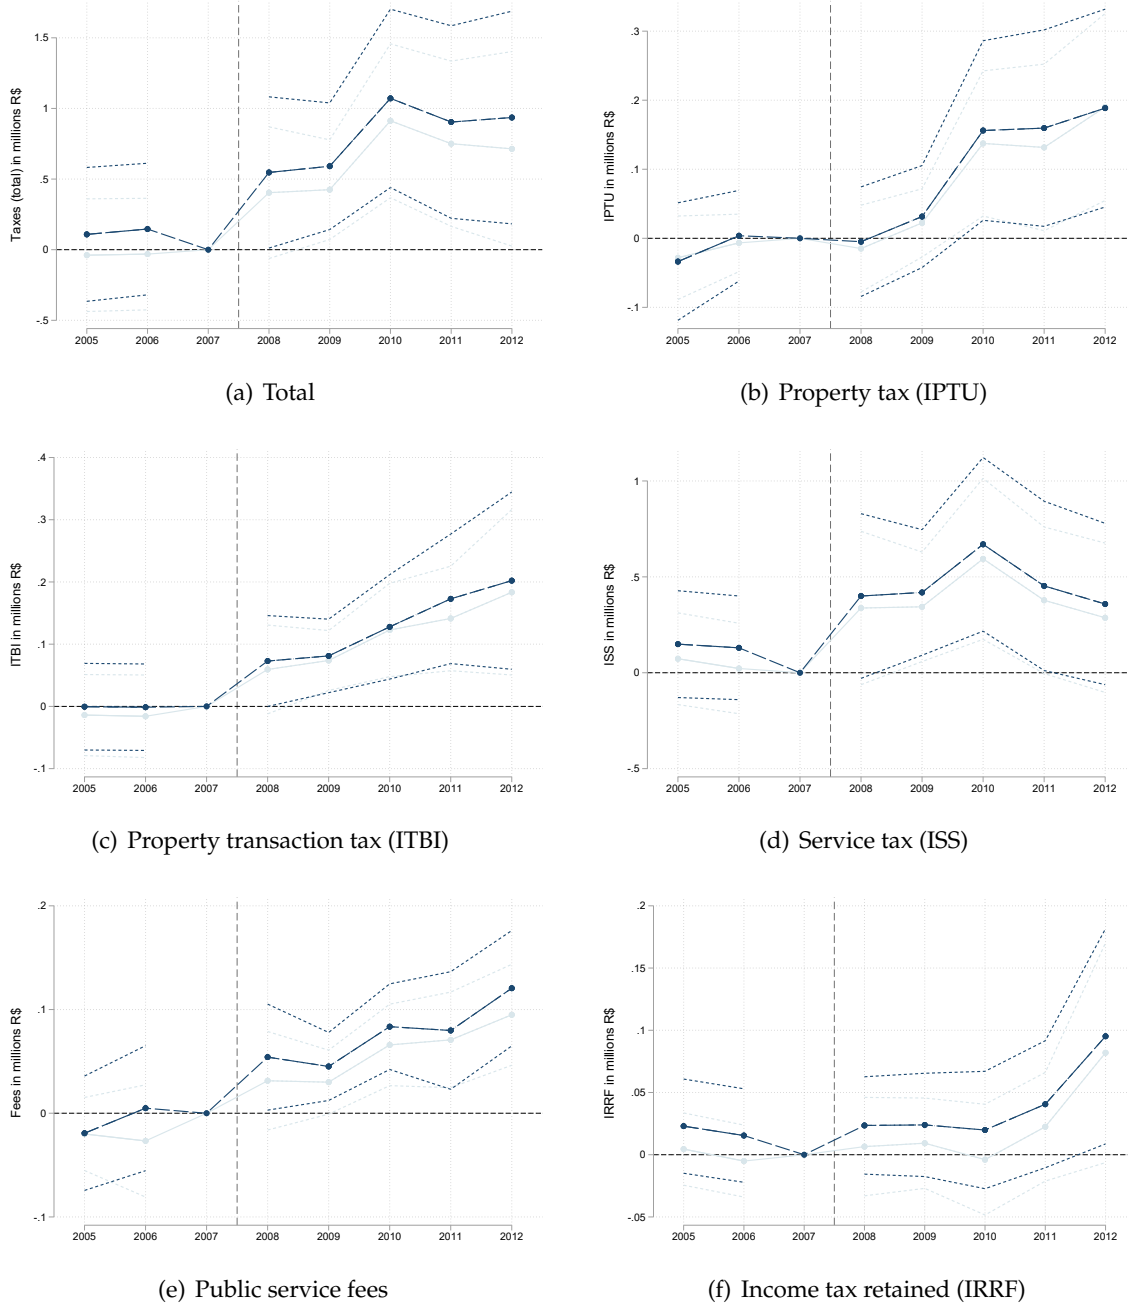 Taxes (total) in millions R$
1.5
1
.5
0
-.5
2005 2006 2007 2008 2009 2010 2011 2012
(a) Total
IPTU in millions R$
.3
.2
.1
0
-.1
2005 2006 2007 2008 2009 2010 2011 2012
(b) Property tax (IPTU)
ITBI in millions R$
.4
.3
.2
.1
0
-.1
2005 2006 2007 2008 2009 2010 2011 2012
(c) Property transaction tax (ITBI)
ISS in millions R$
1
.5
0
-.5
2005 2006 2007 2008 2009 2010 2011 2012
(d) Service tax (ISS)
Fees in millions R$
.2
.1
0
-.1
2005 2006 2007 2008 2009 2010 2011 2012
(e) Public service fees
IRRF in millions R$
.2
.15
.1
.05
0
-.05
2005 2006 2007 2008 2009 2010 2011 2012
(f) Income tax retained (IRRF)